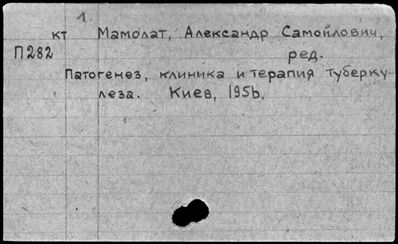 1
кт Мамолат, Александр Самойлович,
П282 ред.
Патогенез, клиника и терапия туберку
леза. Киев, 1956.